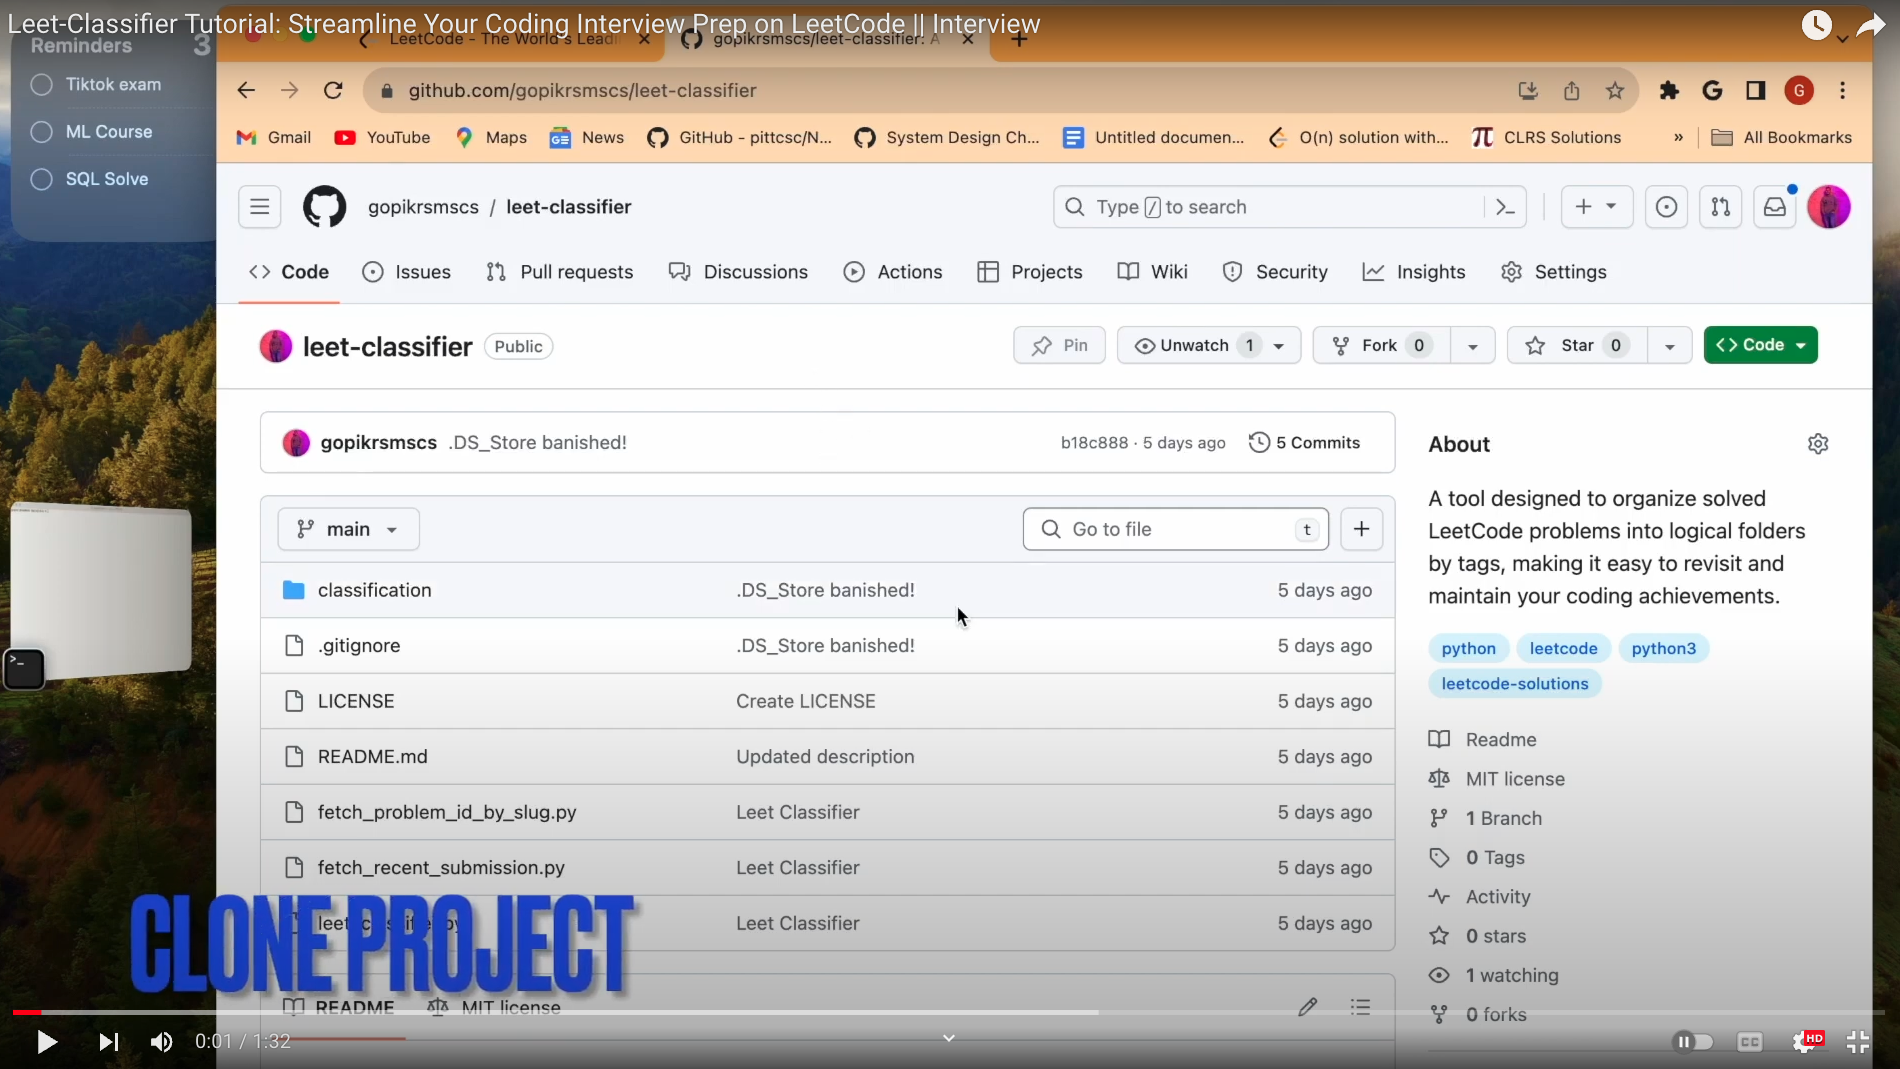 Leet-Classifier Tutorial: Streamline Your Coding Interview Prep on LeetCode || Interview
Reminders 3
Tiktok exam
ML Course
SQL Solve
LeetCode - The World's Leadi
gopikrsmscs/leet-classifier: A
github.com/gopikrsmscs/leet-classifier
G
Gmail YouTube Maps News GitHub - pittcsc/N... System Design Ch... Untitled documen... O(n) solution with... CLRS Solutions » All Bookmarks
gopikrsmscs / leet-classifier
Type / to search
Code Issues Pull requests Discussions Actions Projects Wiki Security Insights Settings
leet-classifier Public
Pin Unwatch 1 Fork 0 Star 0 <> Code
gopikrsmscs .DS_Store banished! b18c888 · 5 days ago 5 Commits
main Go to file t
classification .DS_Store banished! 5 days ago
.gitignore .DS_Store banished! 5 days ago
LICENSE Create LICENSE 5 days ago
README.md Updated description 5 days ago
fetch_problem_id_by_slug.py Leet Classifier 5 days ago
fetch_recent_submission.py Leet Classifier 5 days ago
Leet Classifier 5 days ago
README MIT license
About
A tool designed to organize solved
LeetCode problems into logical folders
by tags, making it easy to revisit and
maintain your coding achievements.
python leetcode python3
leetcode-solutions
Readme
MIT license
1 Branch
0 Tags
Activity
0 stars
1 watching
0 forks
CLONE PROJECT
0:01 / 1:32
CC
HD